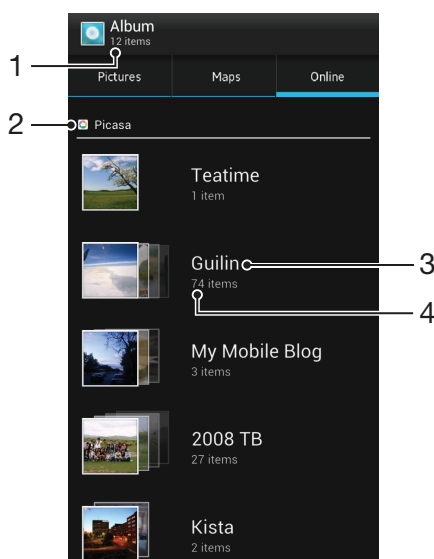 Album
12 items
1
Pictures Maps Online
2
Picasa
Teatime
1 item
Guilin
3
74 items
4
My Mobile Blog
3 items
2008 TB
27 items
Kista
2 items